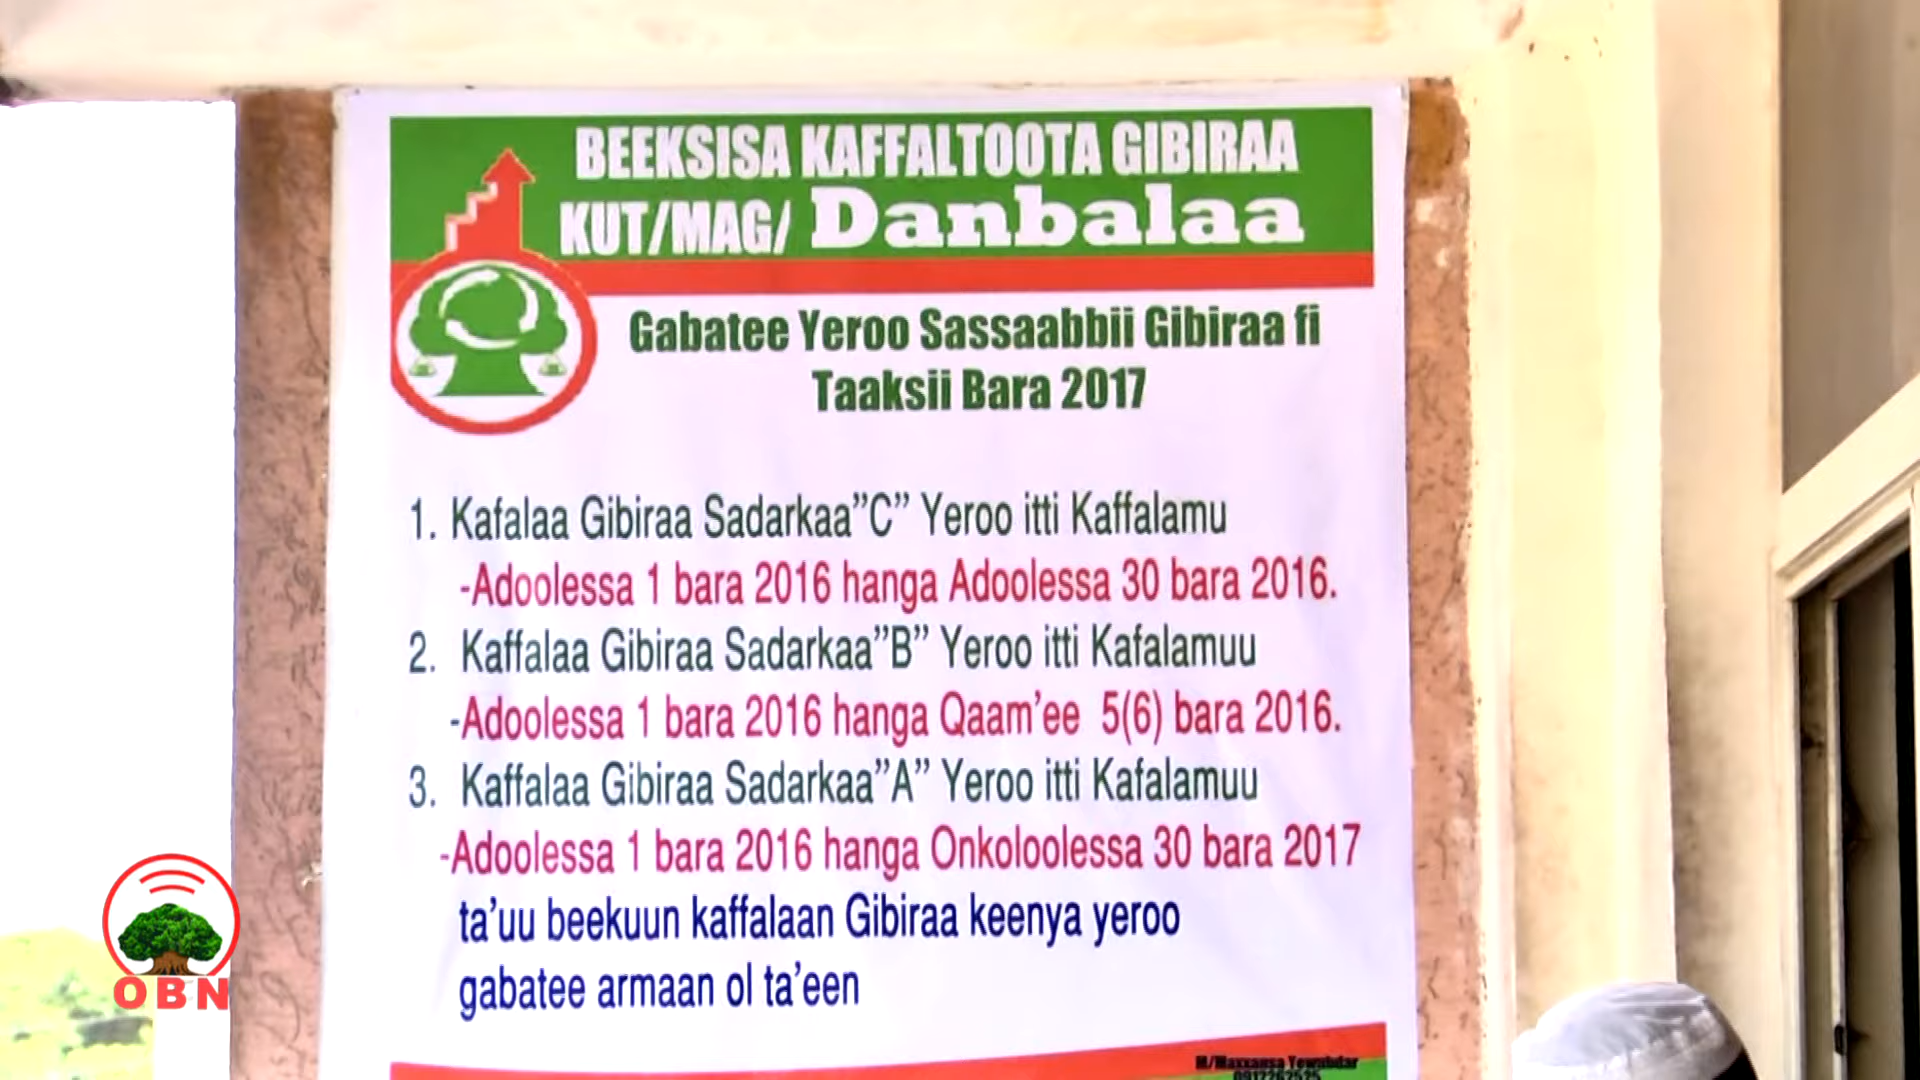 BEEKSISA KAFFALTOOTA GIBIRAA
KUT/MAG/ Danbalaa
Gabatee Yeroo Sassaabbii Gibiraa fi
Taaksii Bara 2017
1. Kafalaa Gibiraa Sadarkaa”C” Yeroo itti Kaffalamu
-Adoolessa 1 bara 2016 hanga Adoolessa 30 bara 2016.
2. Kaffalaa Gibiraa Sadarkaa”B” Yeroo itti Kafalamuu
-Adoolessa 1 bara 2016 hanga Qaam’ee 5(6) bara 2016.
3. Kaffalaa Gibiraa Sadarkaa”A” Yeroo itti Kafalamuu
-Adoolessa 1 bara 2016 hanga Onkoloolessa 30 bara 2017
ta’uu beekuun kaffalaan Gibiraa keenya yeroo
gabatee armaan ol ta’een
OBN
M/Maxxansa